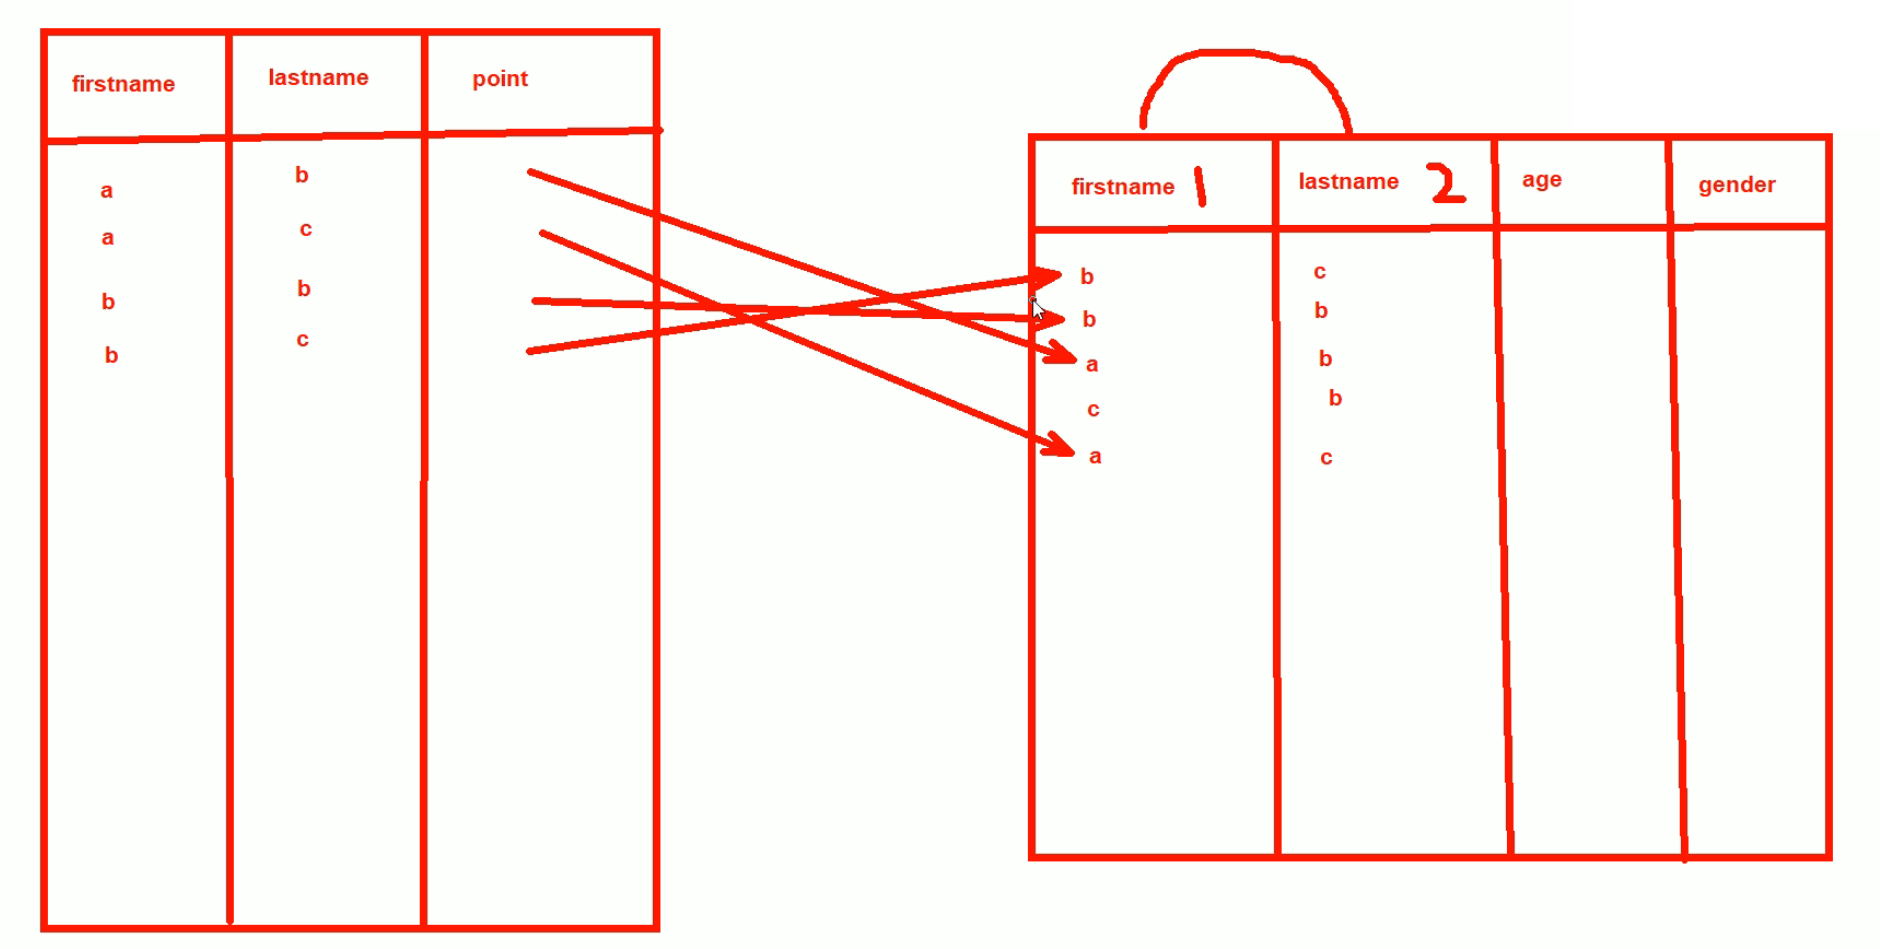 firstname lastname point
a b
a c
b b
b c
firstname 1 lastname 2 age gender
b c
b b
a b
c b
a c